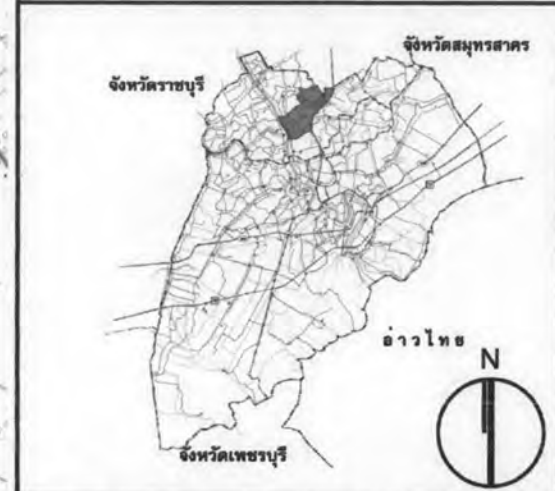 จังหวัดสมุทรสาคร
จังหวัดราชบุรี
อ่าวไทย
N
จังหวัดเพชรบุรี